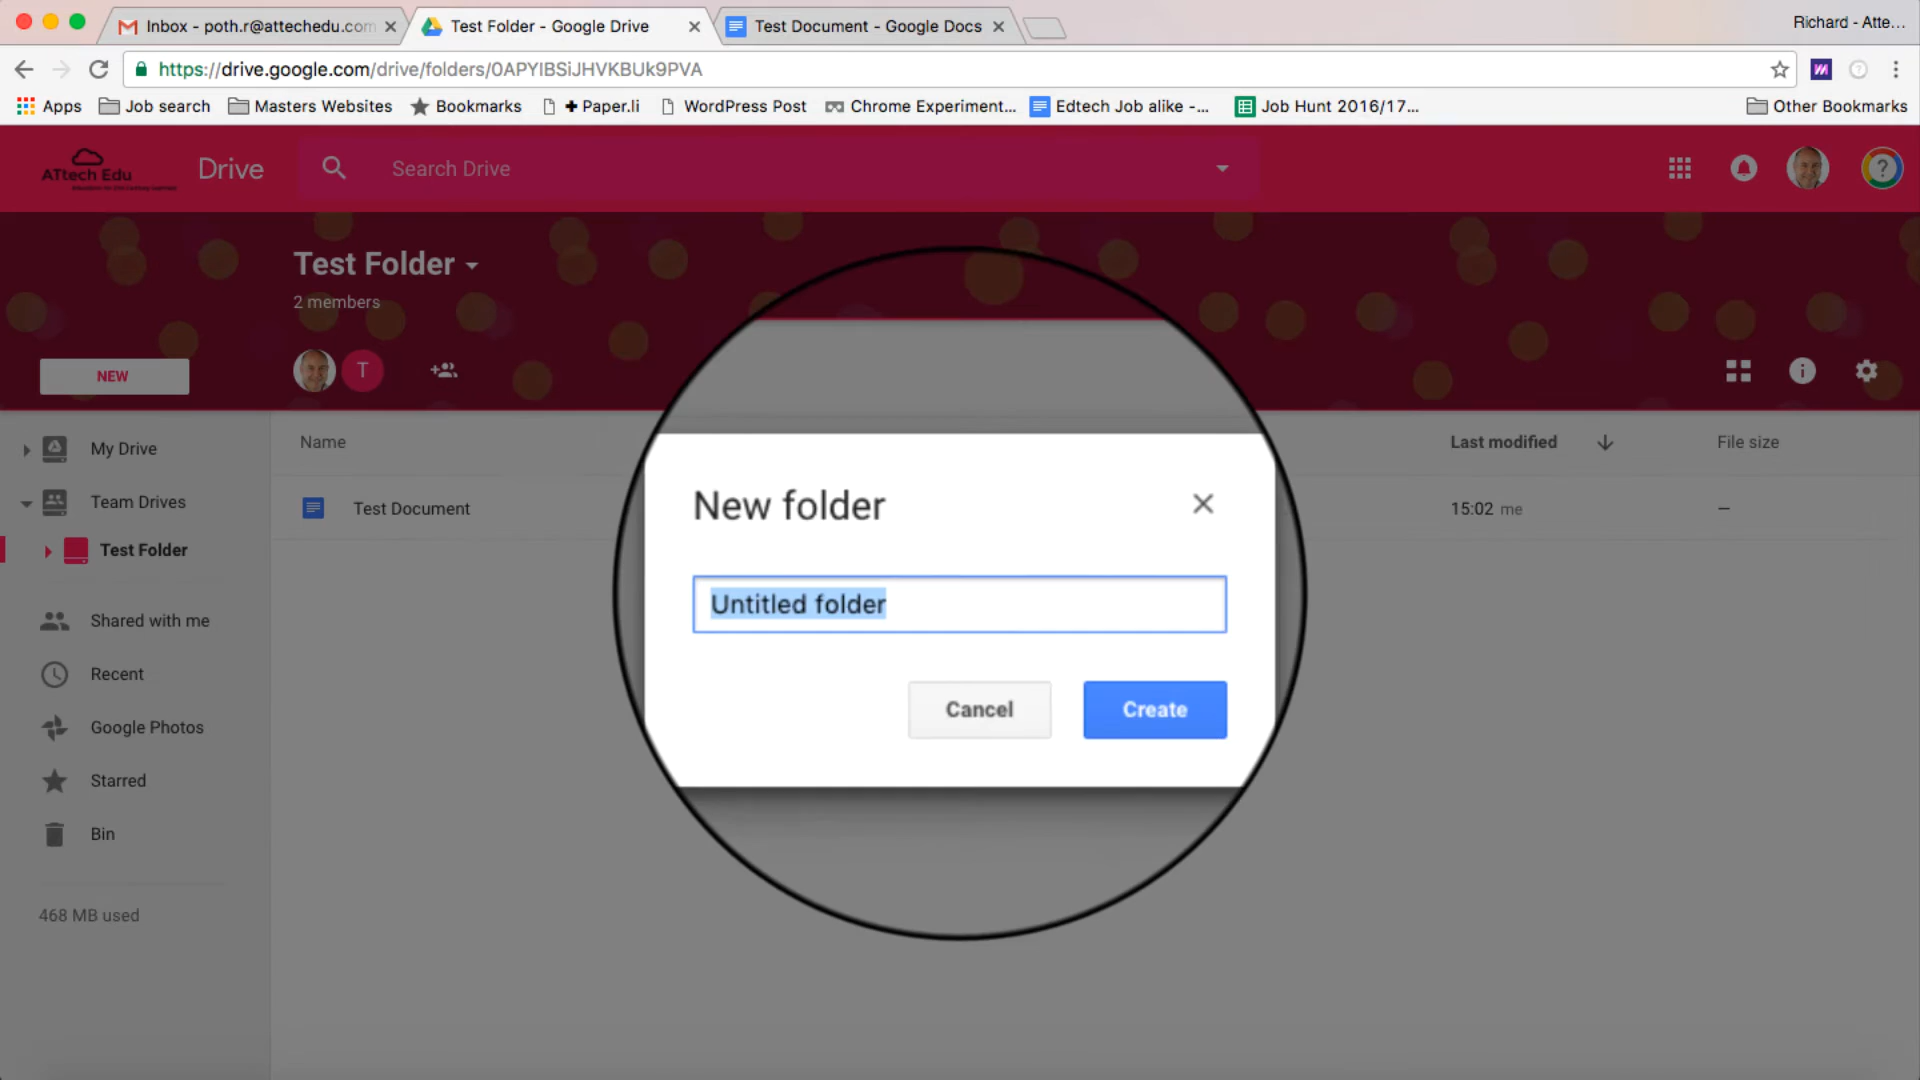 Inbox - poth.r@attechedu.com
Test Folder - Google Drive
Test Document - Google Docs
Richard - Atte...
https://drive.google.com/drive/folders/0APYIBSiJHVKBUk9PVA
Apps
Job search
Masters Websites
Bookmarks
+ Paper.li
WordPress Post
Chrome Experiment...
Edtech Job alike -...
Job Hunt 2016/17...
Other Bookmarks
ATtech Edu
Drive
Search Drive
?
Test Folder
2 members
NEW
T
My Drive
Name
Last modified
File size
Team Drives
Test Document
15:02 me
–
Test Folder
New folder
Untitled folder
Shared with me
Recent
Cancel
Create
Google Photos
Starred
Bin
468 MB used